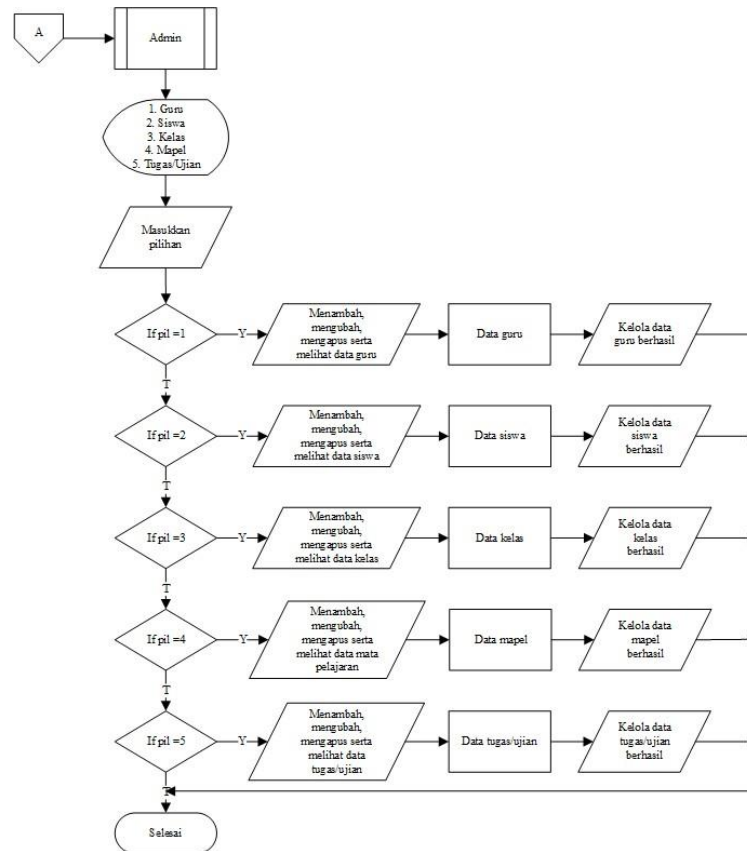 A
Admin
1. Guru
2. Siswa
3. Kelas
4. Mapel
5. Tugas/Ujian
Masukkan
pilihan
If pil =1
Y
Menambah,
mengubah,
mengapus serta
melihat data guru
Data guru
Kelola data
guru berhasil
T
If pil =2
Y
Menambah,
mengubah,
mengapus serta
melihat data siswa
Data siswa
Kelola data
siswa
berhasil
T
If pil =3
Y
Menambah,
mengubah,
mengapus serta
melihat data kelas
Data kelas
Kelola data
kelas
berhasil
T
If pil =4
Y
Menambah,
mengubah,
mengapus serta
melihat data mata
pelajaran
Data mapel
Kelola data
mapel
berhasil
T
If pil =5
Y
Menambah,
mengubah,
mengapus serta
melihat data
tugas/ujian
Data tugas/ujian
Kelola data
tugas/ujian
berhasil
T
Selesai